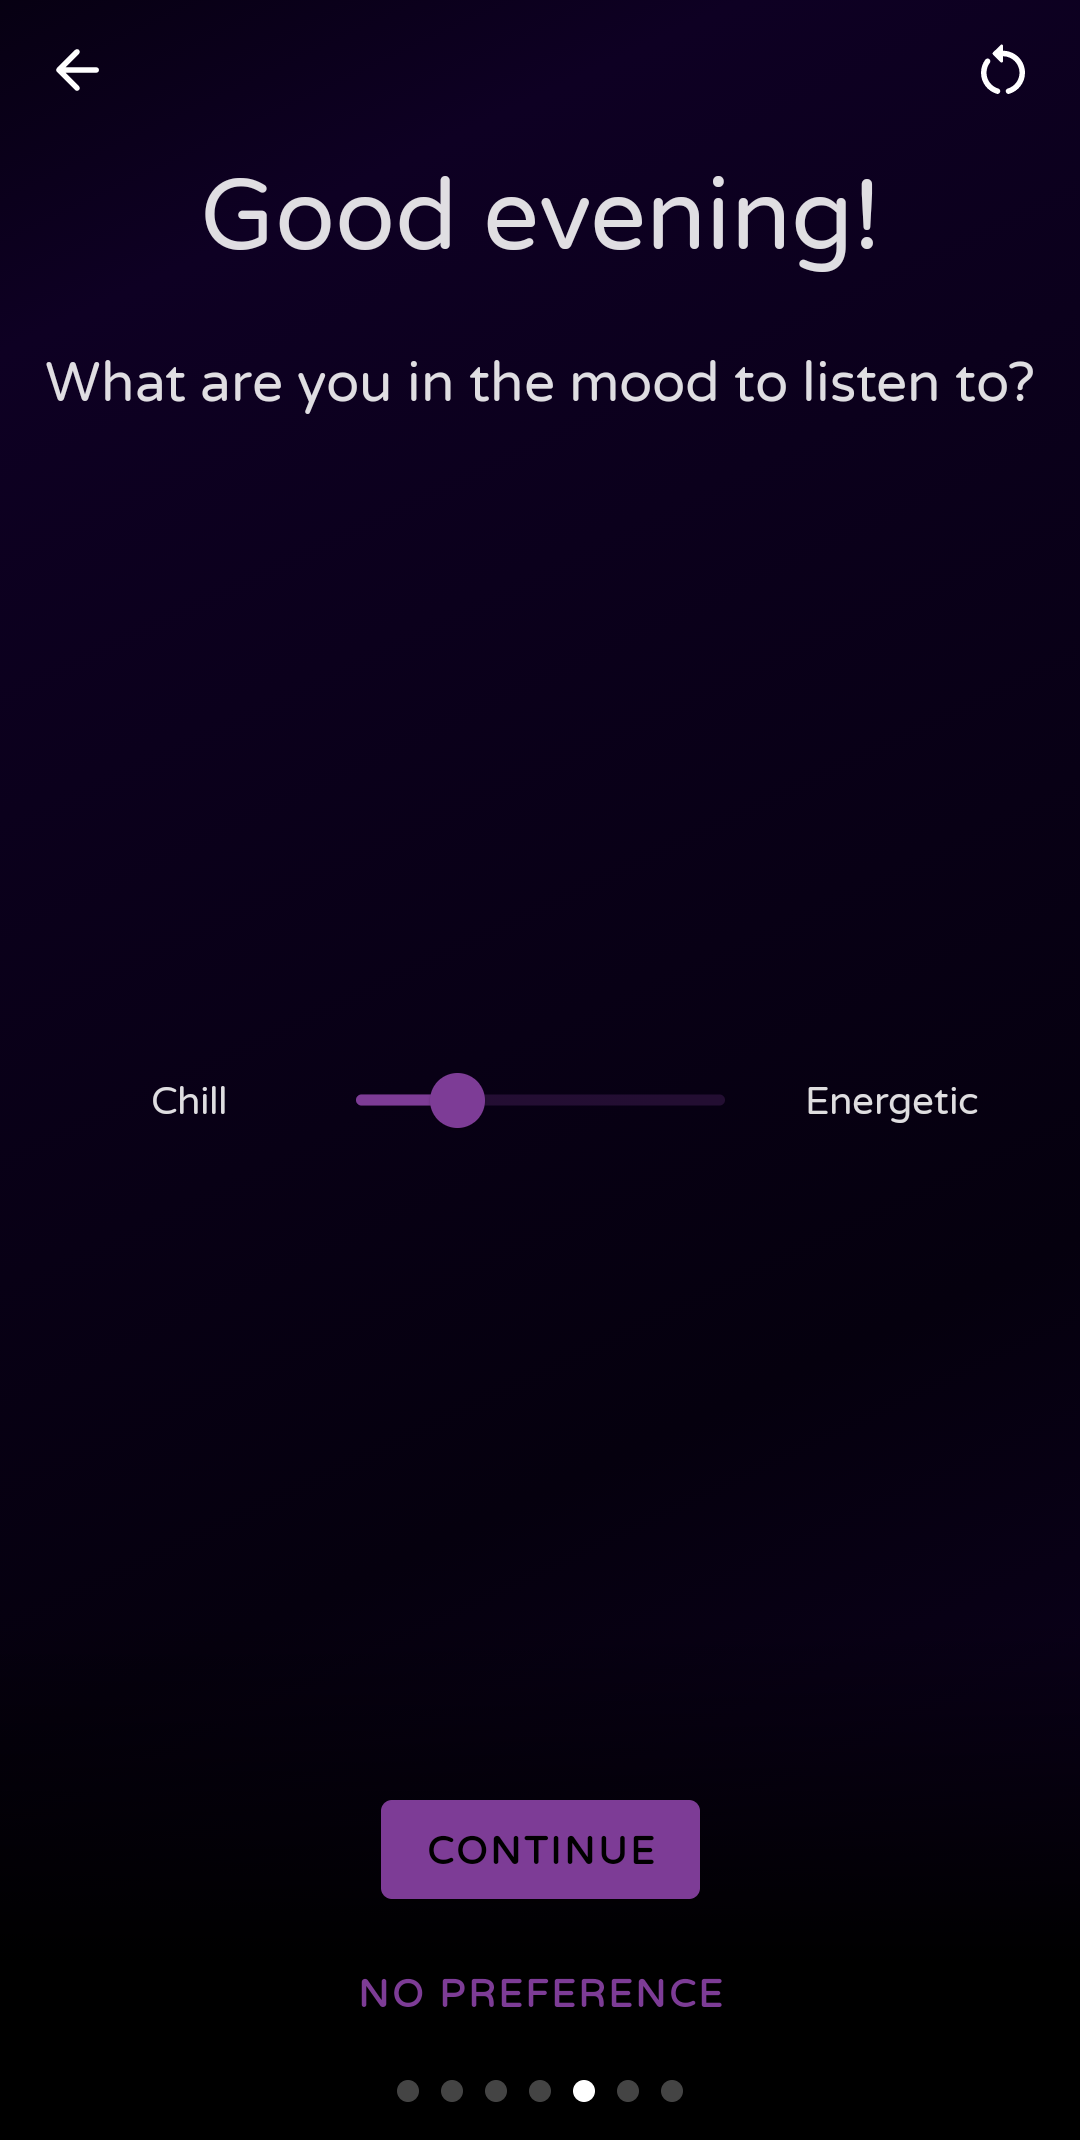 Good evening!
What are you in the mood to listen to?
Chill
Energetic
CONTINUE
NO PREFERENCE